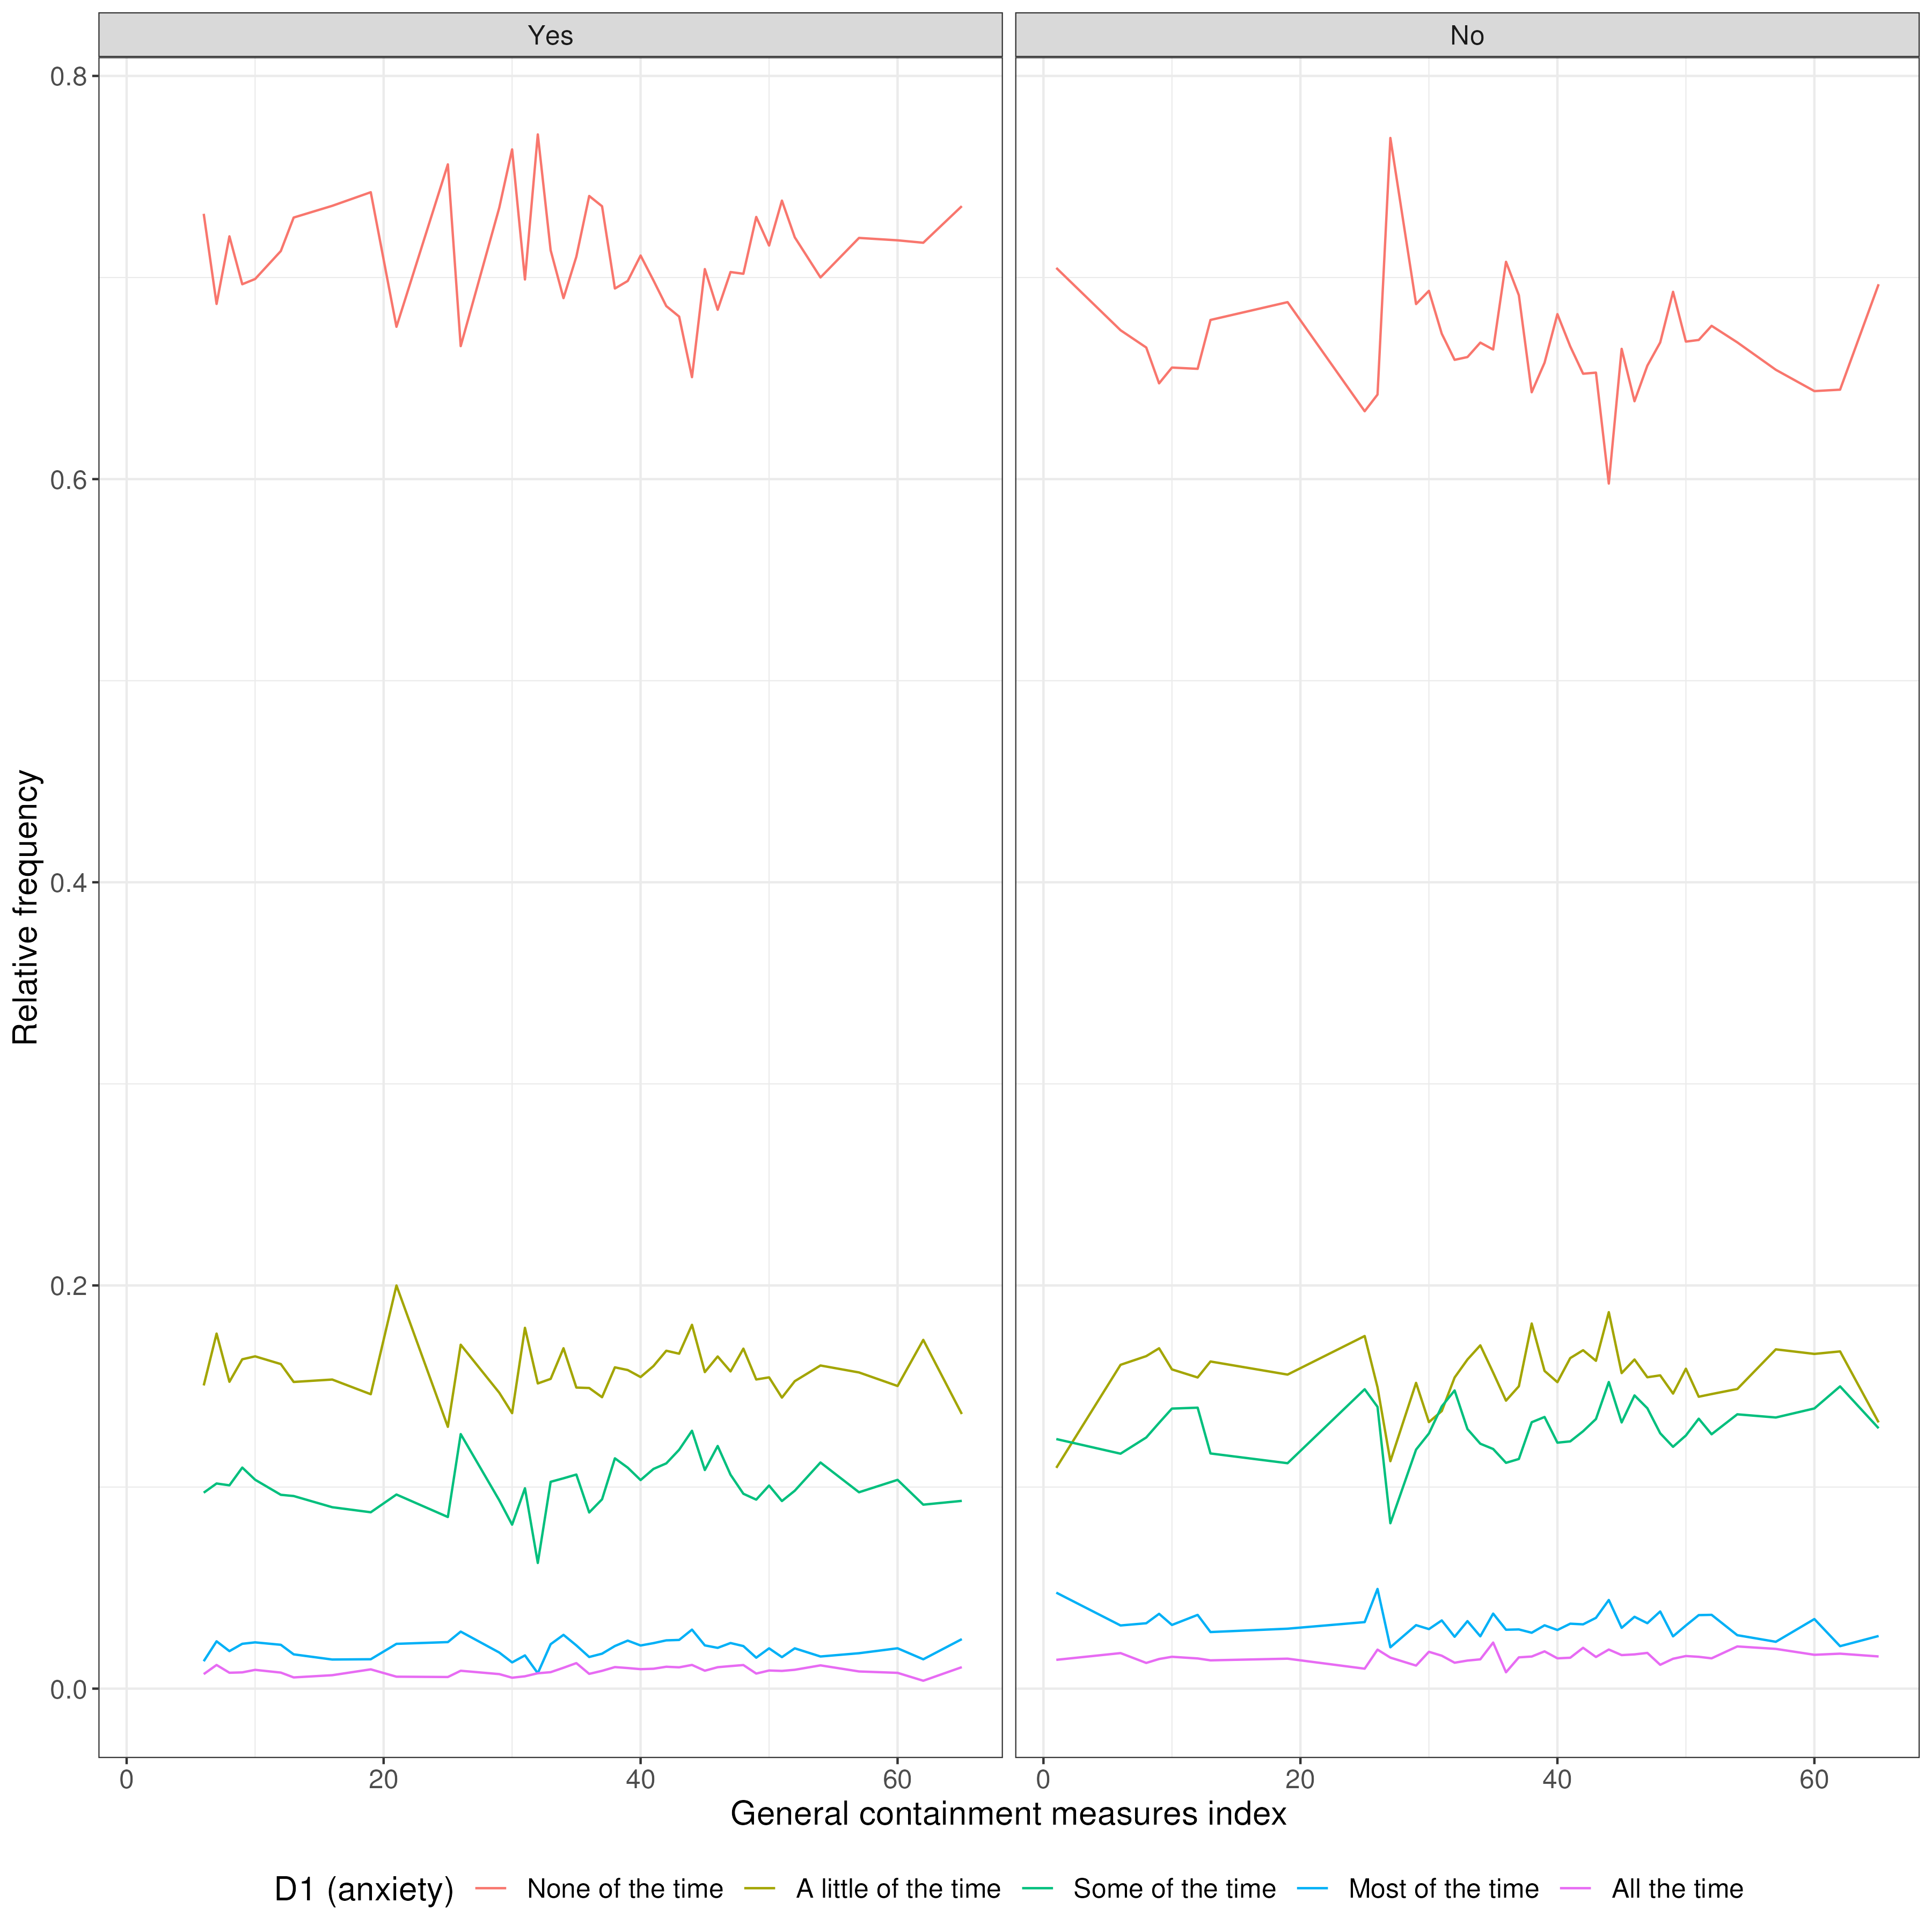 Yes
No
0.8
0.6
0.4
0.2
0.0
Relative frequency
0
20
40
60
0
20
40
60
General containment measures index
D1 (anxiety)
None of the time
A little of the time
Some of the time
Most of the time
All the time